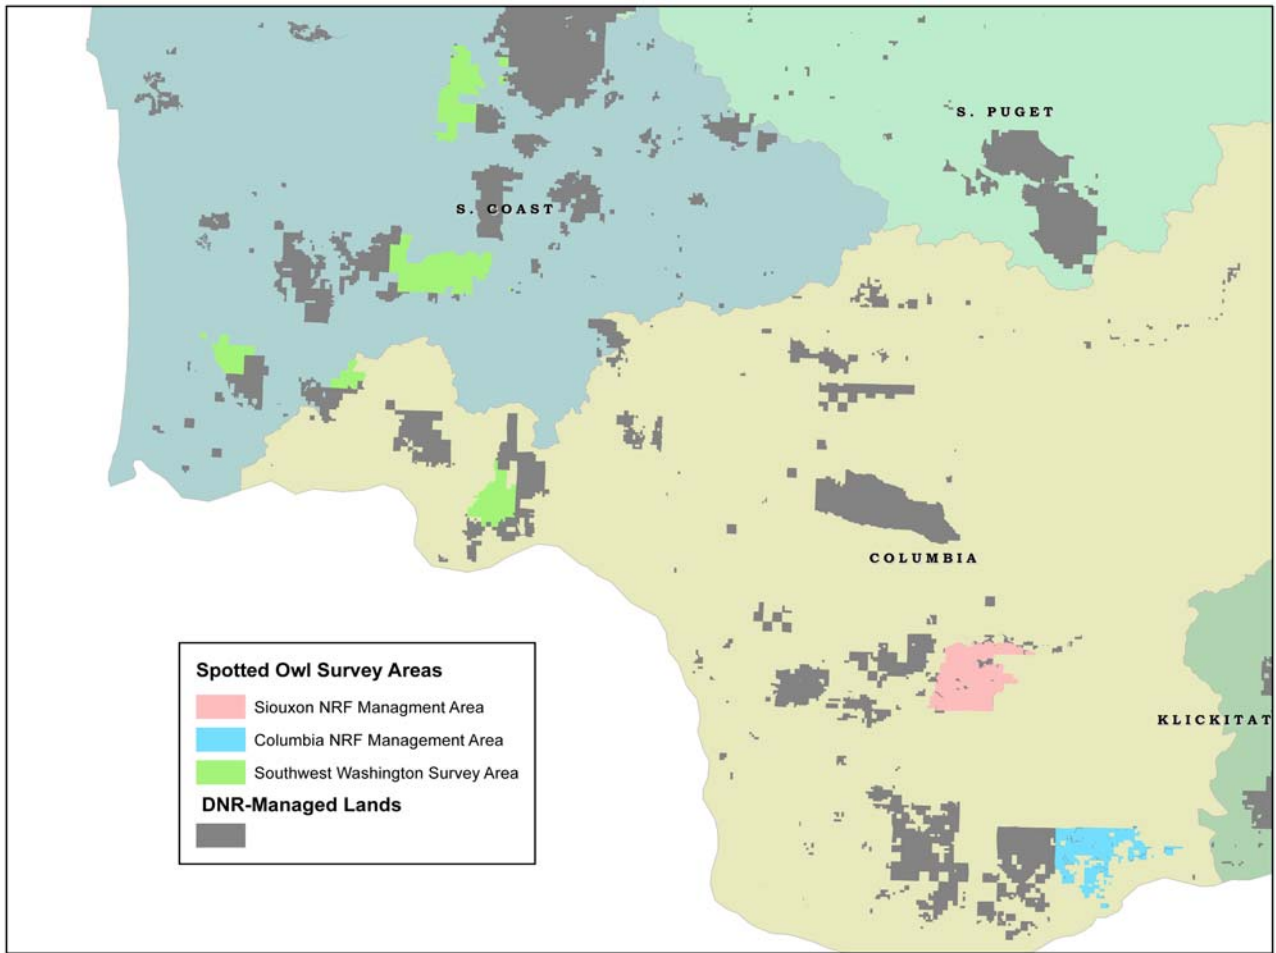 S. PUGET
S. COAST
COLUMBIA
KLICKITAT
Spotted Owl Survey Areas
Siouxon NRF Managment Area
Columbia NRF Management Area
Southwest Washington Survey Area
DNR-Managed Lands